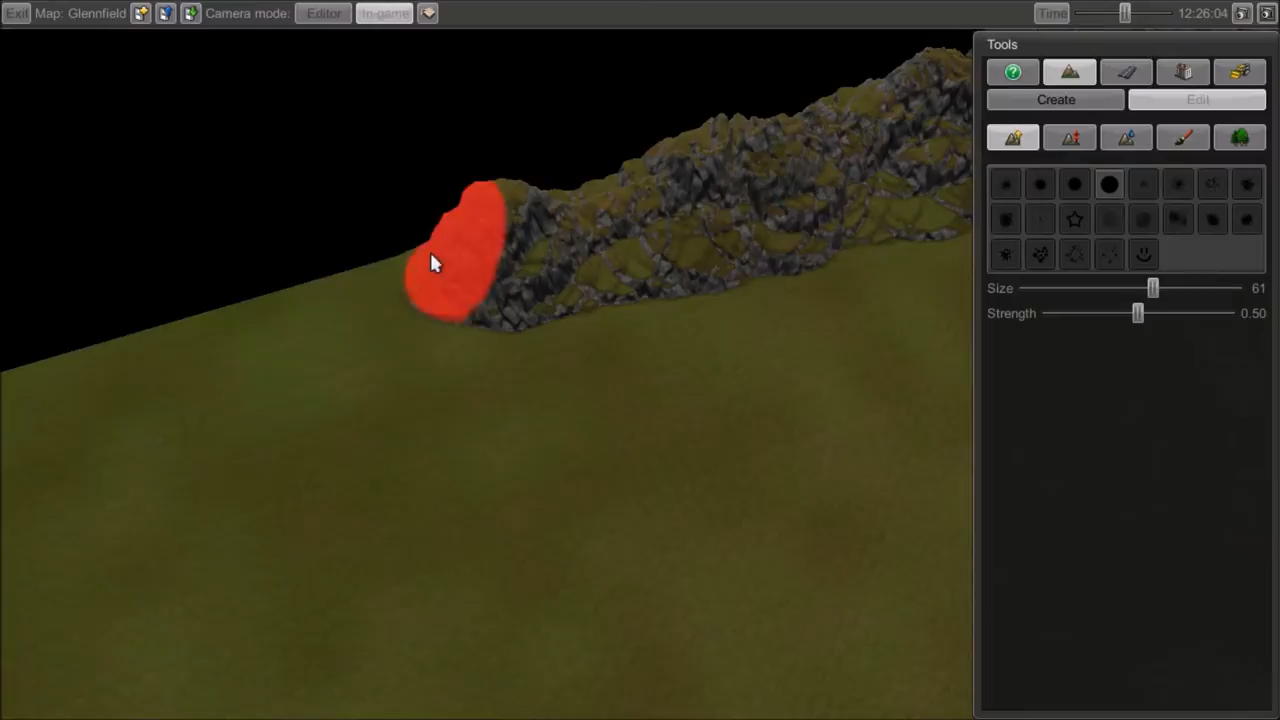 Exit Map: Glennfield Camera mode: Editor In-game Time 12:26:04
Tools
Create Edit
Size 61
Strength 0.50